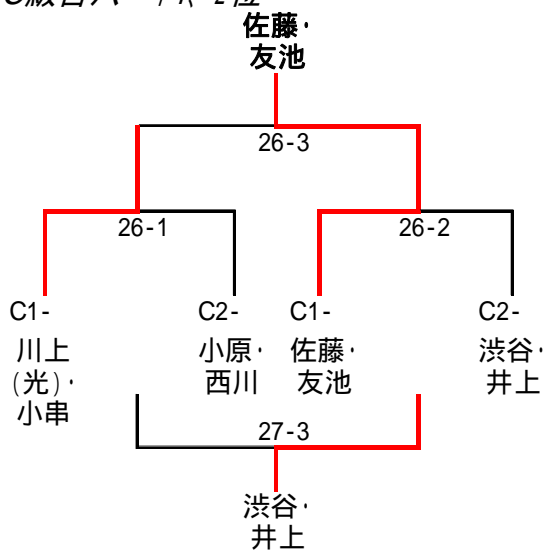 佐藤・
友池
26-3
26-1
26-2
C1-
C2-
C1-
C2-
川上
(光)・
小串
小原・
西川
佐藤・
友池
渋谷・
井上
27-3
渋谷・
井上